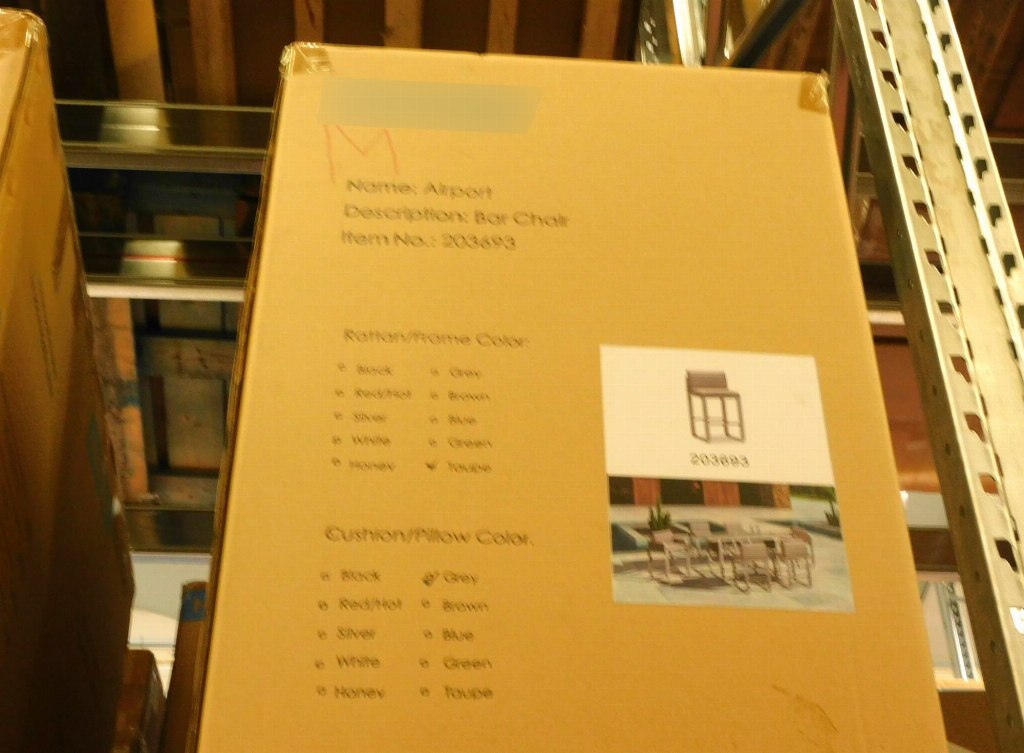 M
Name: Airport
Description: Bar Chair
Item No.: 203693
Rattan/Frame Color:
Black Grey
Red/Hot Brown
Silver Blue
White Green
Honey Taupe
203693
Cushion/Pillow Color.
Black Grey
Red/Hot Brown
Silver Blue
White Green
Honey Taupe